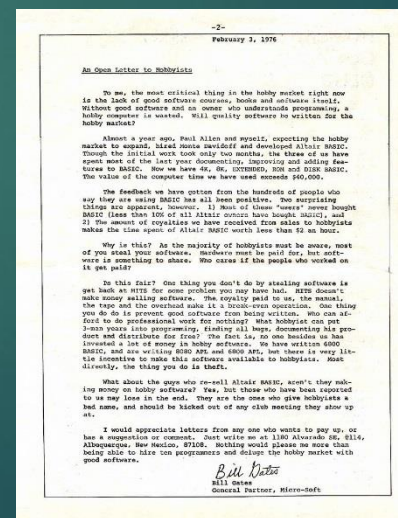 -2-
February 3, 1976
An Open Letter to Hobbyists
To me, the most critical thing in the hobby market right now
is the lack of good software courses, books and software itself.
Without good software and an owner who understands programming, a
hobby computer is wasted. Will quality software be written for the
hobby market?
Almost a year ago, Paul Allen and myself, expecting the hobby
market to expand, hired Monte Davidoff and developed Altair BASIC.
Though the initial work took only two months, the three of us have
spent most of the last year documenting, improving and adding fea-
tures to BASIC. Now we have 4K, 8K, EXTENDED, ROM and DISK BASIC.
The value of the computer time we have used exceeds $40,000.
The feedback we have gotten from the hundreds of people who
say they are using BASIC has all been positive. Two surprising
things are apparent, however. 1) Most of these "users" never bought
BASIC (less than 10% of all Altair owners have bought BASIC), and
2) The amount of royalties we have received from sales to hobbyists
makes the time spent of Altair BASIC worth less than $2 an hour.
Why is this? As the majority of hobbyists must be aware, most
of you steal your software. Hardware must be paid for, but soft-
ware is something to share. Who cares if the people who worked on
it get paid?
Is this fair? One thing you don't do by stealing software is
get back at MITS for some problem you may have had. MITS doesn't
make money selling software. The royalty paid to us, the manual,
the tape and the overhead make it a break-even operation. One thing
you do do is prevent good software from being written. Who can af-
ford to do professional work for nothing? What hobbyist can put
3-man years into programming, finding all bugs, documenting his pro-
duct and distribute for free? The fact is, no one besides us has
invested a lot of money in hobby software. We have written 6800
BASIC, and are writing 8080 APL and 6800 APL, but there is very lit-
tle incentive to make this software available to hobbyists. Most
directly, the thing you do is theft.
What about the guys who re-sell Altair BASIC, aren't they mak-
ing money on hobby software? Yes, but those who have been reported
to us may lose in the end. They are the ones who give hobbyists a
bad name, and should be kicked out of any club meeting they show up
at.
I would appreciate letters from any one who wants to pay up, or
has a suggestion or comment. Just write me at 1180 Alvarado SE, #114,
Albuquerque, New Mexico, 87108. Nothing would please me more than
being able to hire ten programmers and deluge the hobby market with
good software.
Bill Gates
Bill Gates
General Partner, Micro-Soft